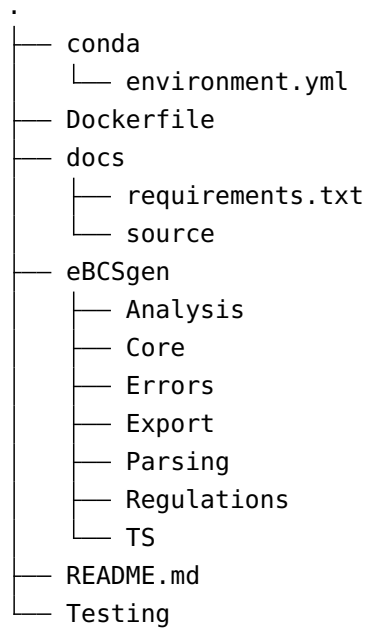 .
├── conda
│   └── environment.yml
├── Dockerfile
├── docs
│   ├── requirements.txt
│   └── source
├── eBCSgen
│   ├── Analysis
│   ├── Core
│   ├── Errors
│   ├── Export
│   ├── Parsing
│   ├── Regulations
│   └── TS
├── README.md
└── Testing